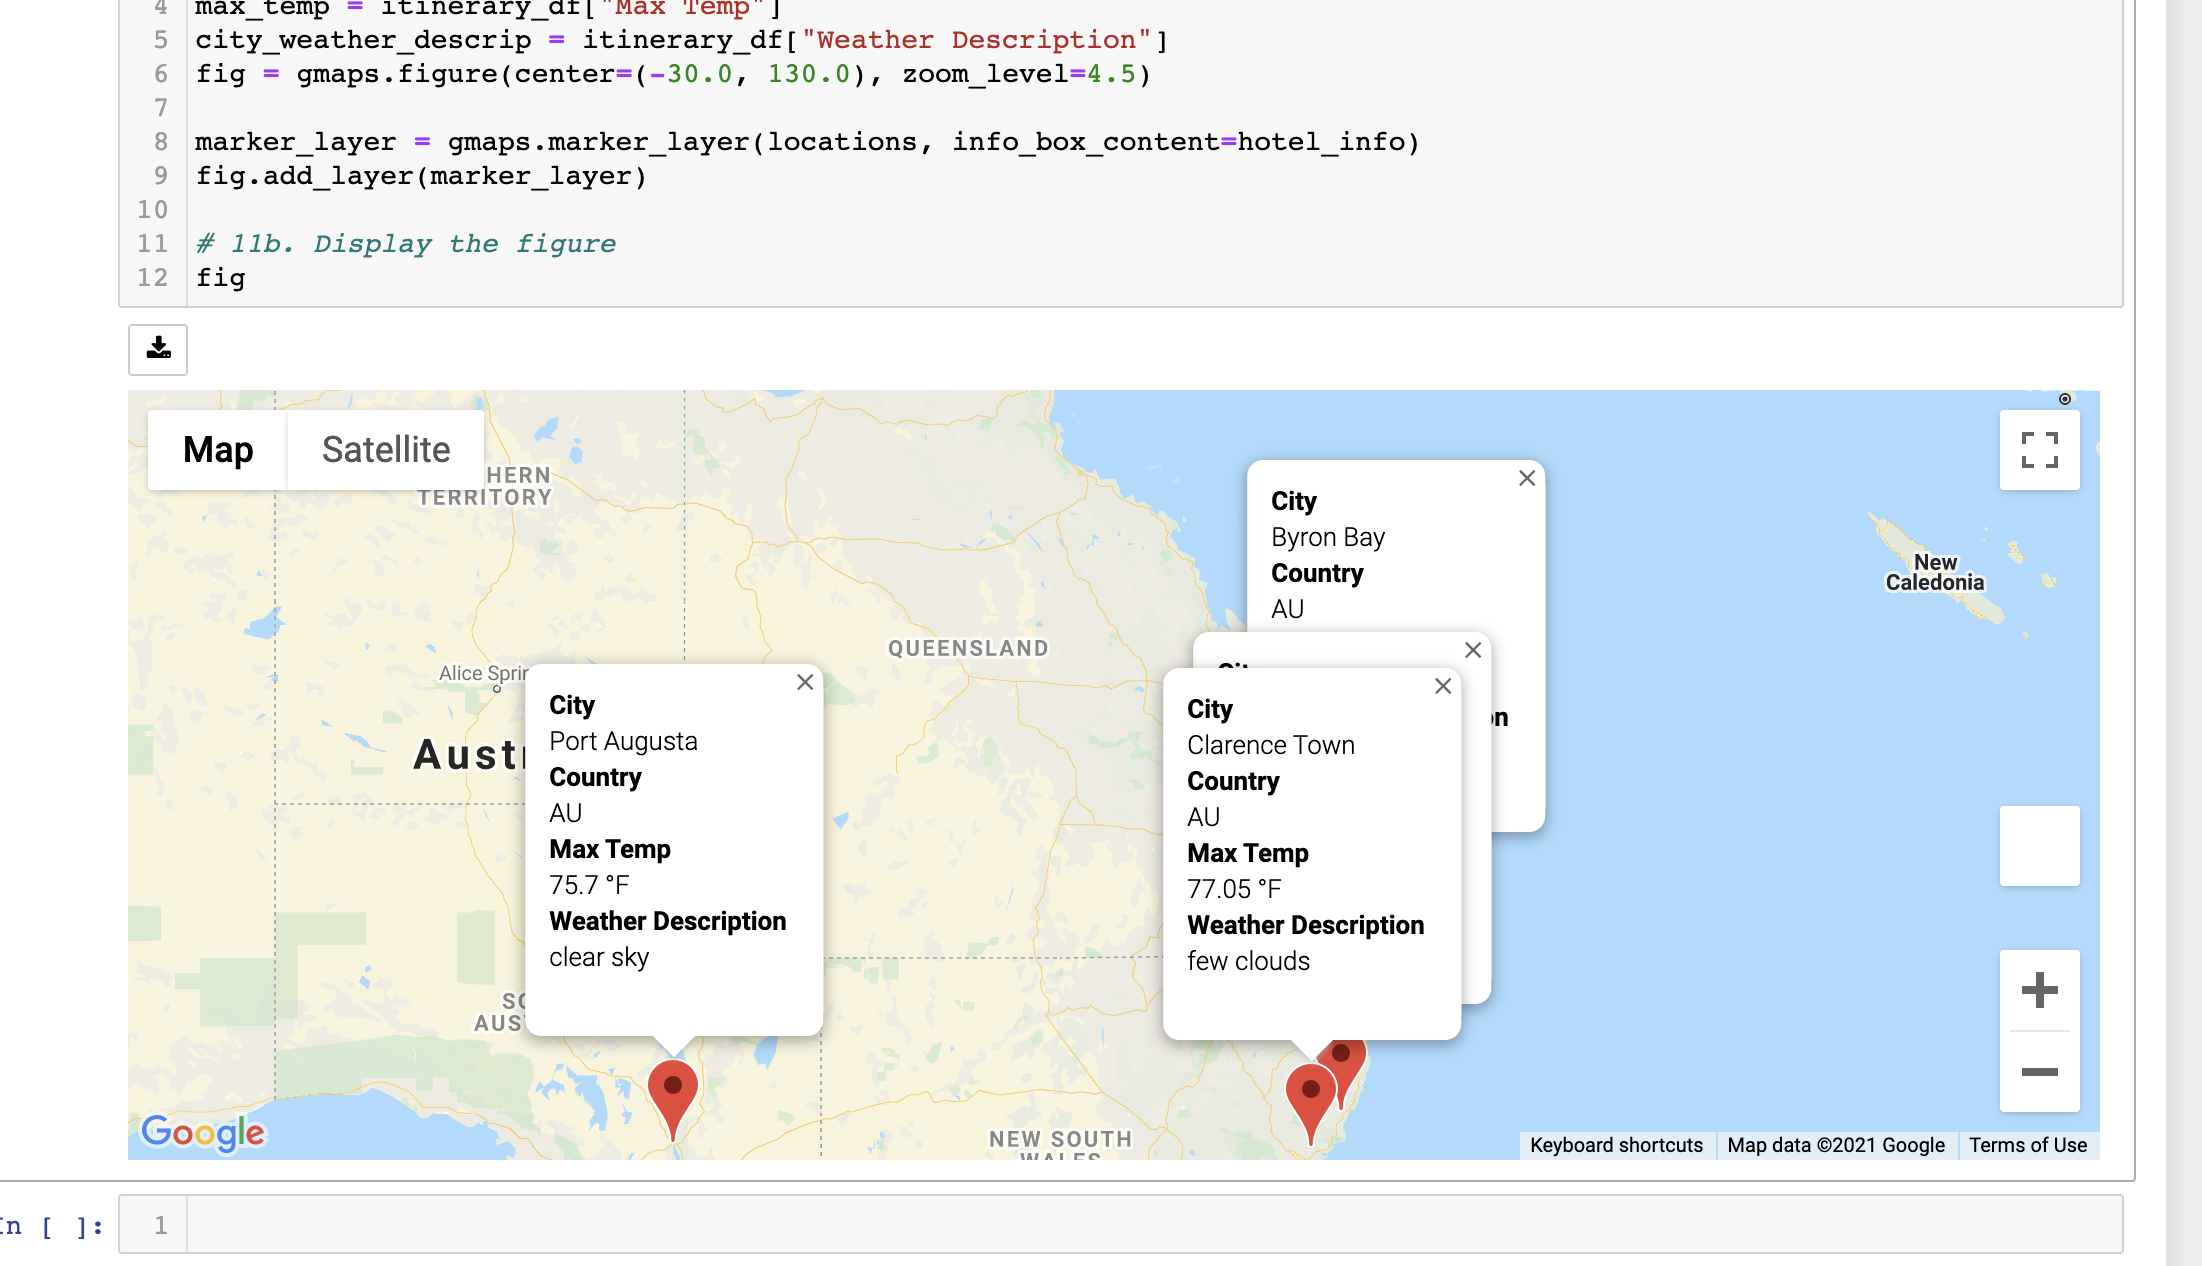 4 max_temp = itinerary_df["Max Temp"]
5 city_weather_descrip = itinerary_df["Weather Description"]
6 fig = gmaps.figure(center=(-30.0, 130.0), zoom_level=4.5)
7
8 marker_layer = gmaps.marker_layer(locations, info_box_content=hotel_info)
9 fig.add_layer(marker_layer)
10
11 # 11b. Display the figure
12 fig
Map Satellite
HERN
TERRITORY
City
Byron Bay
Country
AU
New
Caledonia
QUEENSLAND
Alice Sprin
Austr
City
on
City
Port Augusta
Country
AU
Max Temp
75.7 °F
Weather Description
clear sky
City
Clarence Town
Country
AU
Max Temp
77.05 °F
Weather Description
few clouds
SO
AUS
NEW SOUTH
WALES
Google
Keyboard shortcuts Map data ©2021 Google Terms of Use
In [ ]: 1